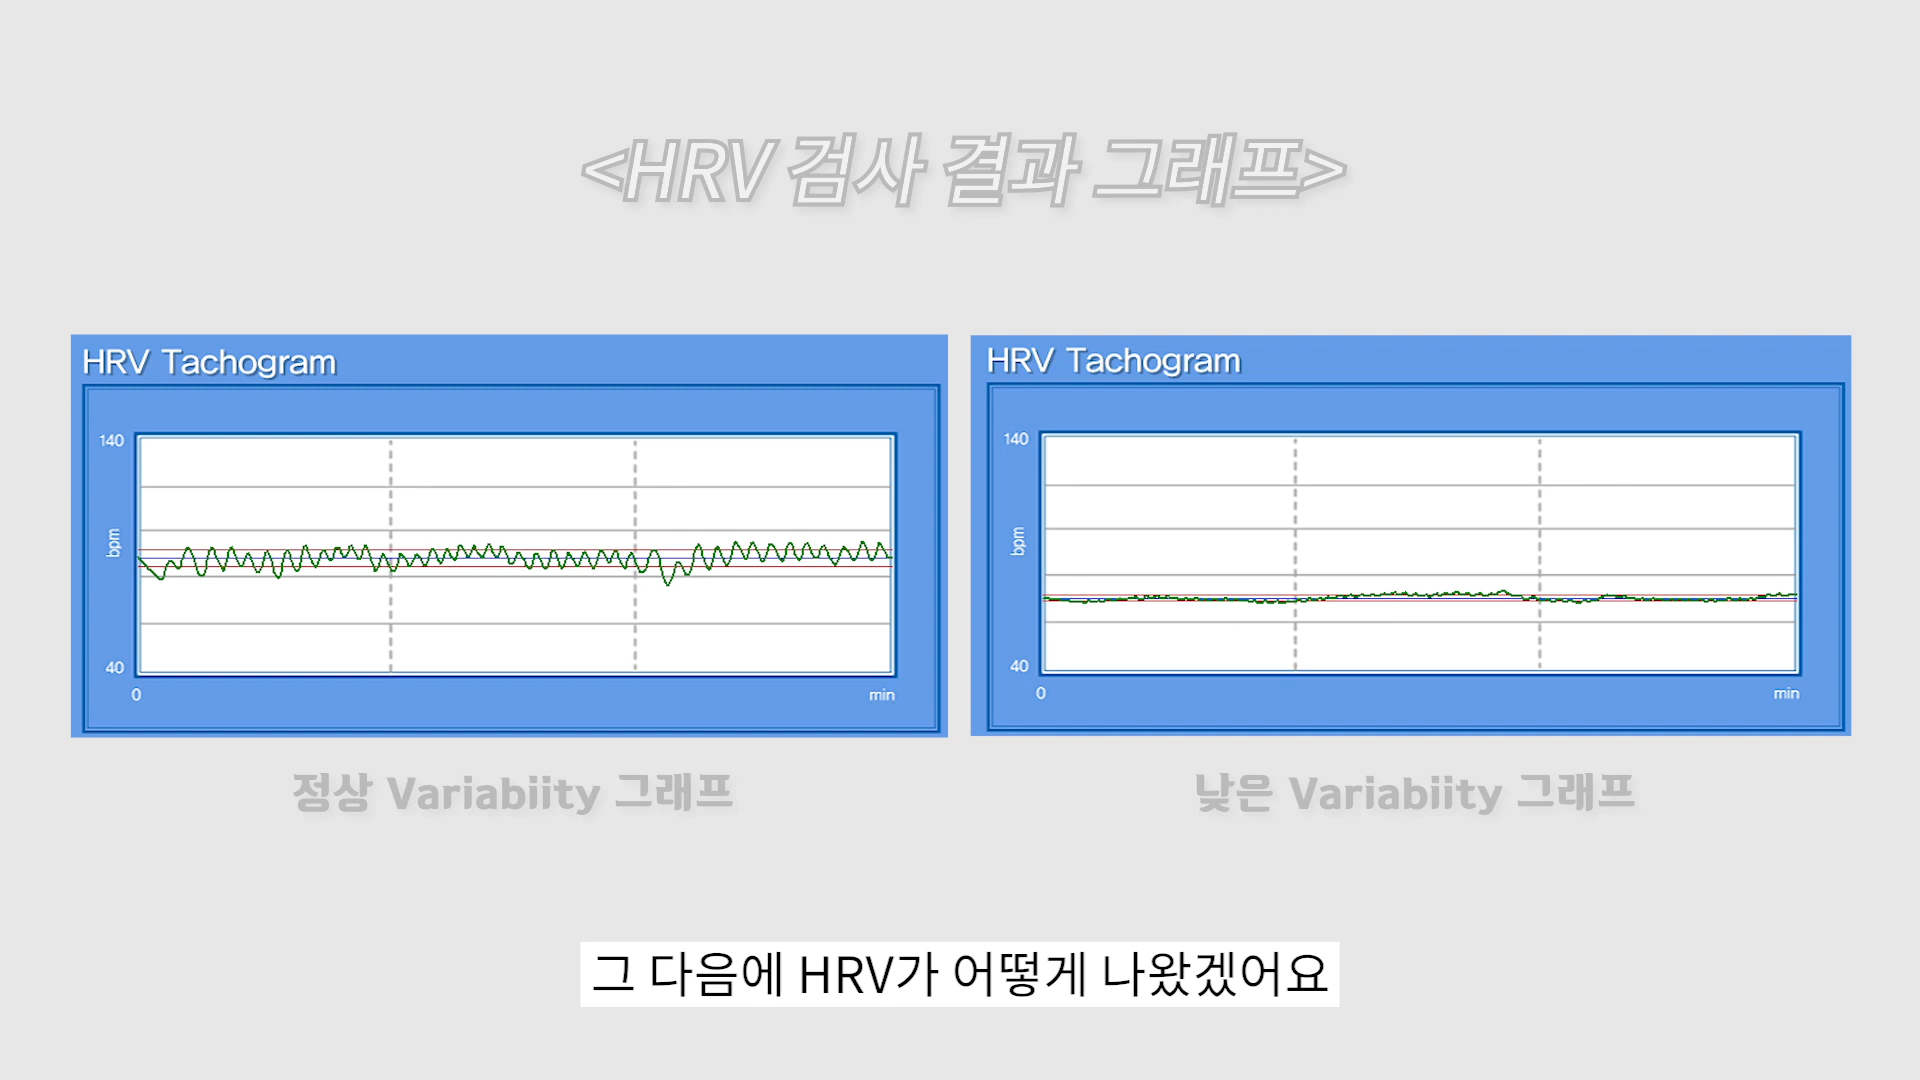 <HRV 검사 결과 그래프>
HRV Tachogram
140
bpm
40
0
min
정상 Variabiity 그래프
HRV Tachogram
140
bpm
40
0
min
낮은 Variabiity 그래프
그 다음에 HRV가 어떻게 나왔겠어요